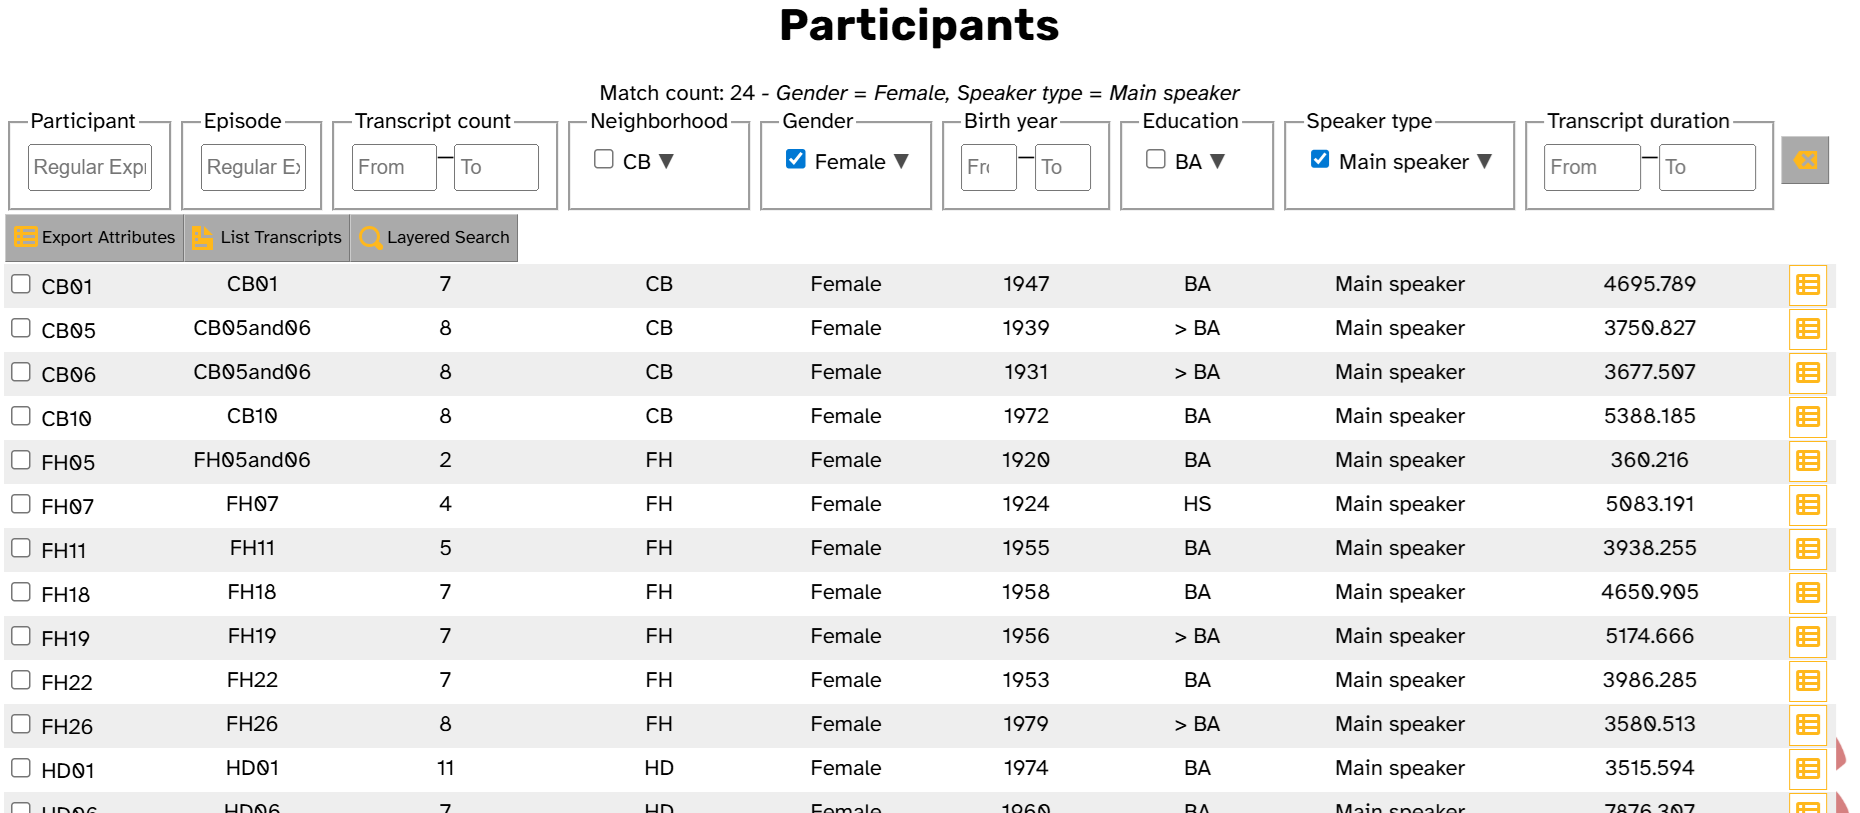 Participants
Match count: 24 - Gender = Female, Speaker type = Main speaker
Participant Episode Transcript count Neighborhood Gender Birth year Education Speaker type Transcript duration
Regular Expr Regular Ex From – To CB ▼ Female ▼ Fro – To BA ▼ Main speaker ▼ From – To
Export Attributes List Transcripts Layered Search
CB01 CB01 7 CB Female 1947 BA Main speaker 4695.789
CB05 CB05and06 8 CB Female 1939 > BA Main speaker 3750.827
CB06 CB05and06 8 CB Female 1931 > BA Main speaker 3677.507
CB10 CB10 8 CB Female 1972 BA Main speaker 5388.185
FH05 FH05and06 2 FH Female 1920 BA Main speaker 360.216
FH07 FH07 4 FH Female 1924 HS Main speaker 5083.191
FH11 FH11 5 FH Female 1955 BA Main speaker 3938.255
FH18 FH18 7 FH Female 1958 BA Main speaker 4650.905
FH19 FH19 7 FH Female 1956 > BA Main speaker 5174.666
FH22 FH22 7 FH Female 1953 BA Main speaker 3986.285
FH26 FH26 8 FH Female 1979 > BA Main speaker 3580.513
HD01 HD01 11 HD Female 1974 BA Main speaker 3515.594
HD06 HD06 7 HD Female 1960 BA Main speaker 7876.307